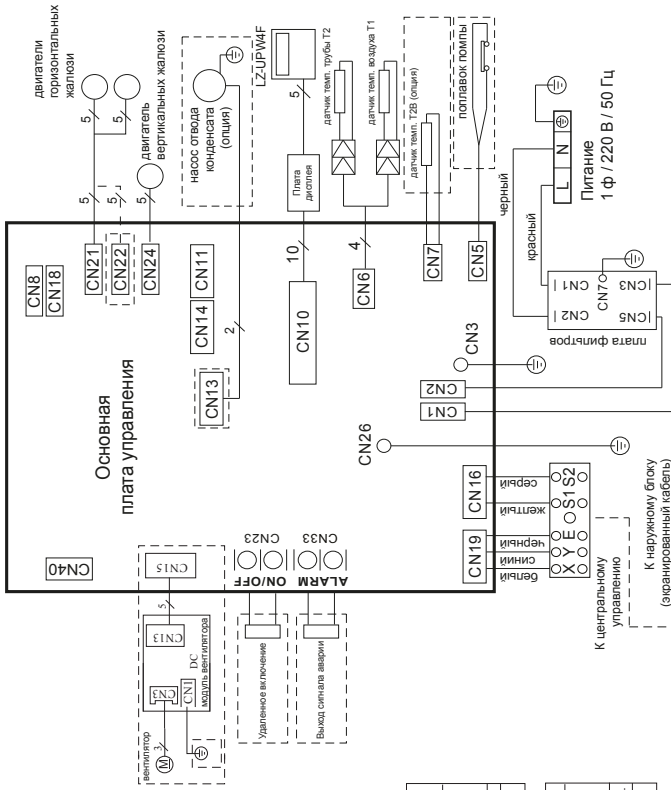 двигатели
горизонтальных
жалюзи
5
5
5
5
двигатель
вертикальных жалюзи
5
насос отвода
конденсата
(опция)
LZ-UPW4F
5
Плата
дисплея
10
датчик темп. трубы T2
датчик темп. воздуха T1
4
датчик темп. T2B (опция)
поплавок помпы
CN8
CN18
CN21
CN22
CN24
CN11
CN14
CN13
2
CN10
CN6
CN7
CN5
Основная
плата управления
CN40
CN15
5
CN13
DC
модуль вентилятора
CN3
CN1
3
вентилятор
M
CN23
ON/OFF
CN33
ALARM
Удаленное включение
Выход сигнала аварии
CN26
CN3
CN2
CN1
CN16
CN19
серый
желтый
черный
синий
белый
X Y E S1 S2
К центральному
управлению
К наружному блоку
(экранированный кабель)
черный
красный
L N
Питание
1 ф / 220 В / 50 Гц
CN2
CN1
CN7
CN5
CN3
плата фильтров